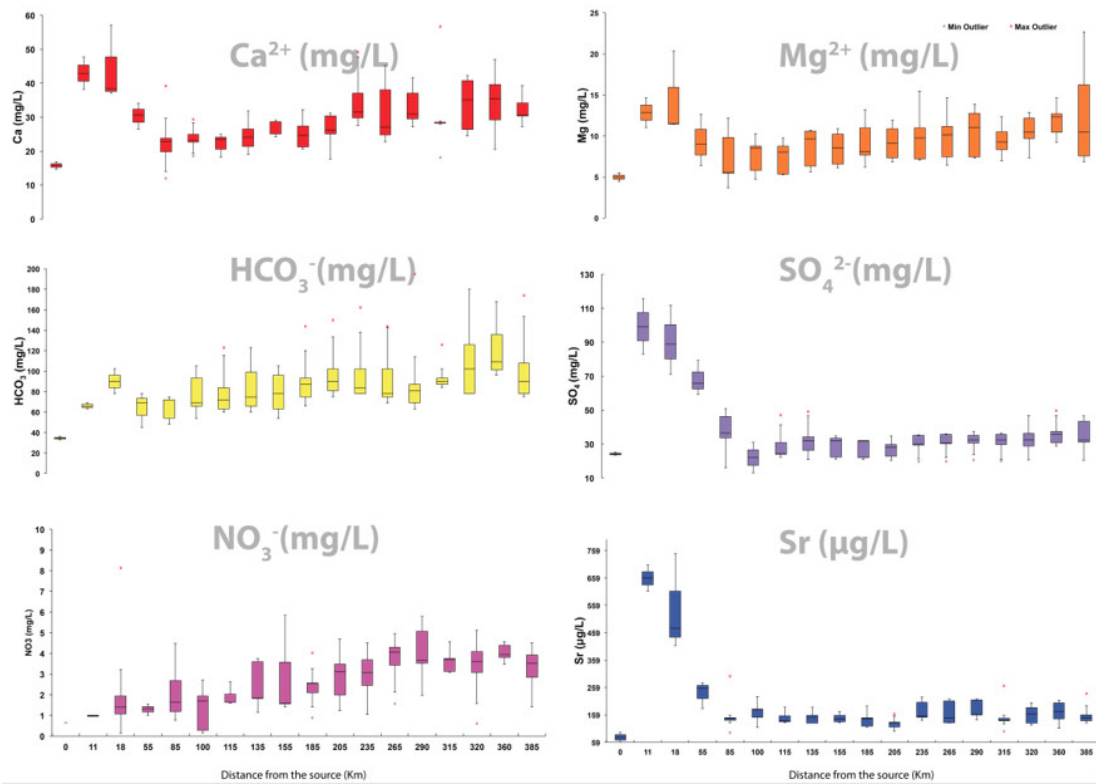 Ca²⁺ (mg/L)
Ca (mg/L)
60
50
40
30
20
10
0
Mg²⁺ (mg/L)
Min Outlier
Max Outlier
Mg (mg/L)
25
20
15
10
5
0
HCO₃⁻(mg/L)
HCO₃ (mg/L)
200
180
160
140
120
100
80
60
40
20
0
SO₄²⁻(mg/L)
SO₄ (mg/L)
130
110
90
70
50
30
10
NO₃⁻(mg/L)
NO3 (mg/L)
10
9
8
7
6
5
4
3
2
1
0
0 11 18 55 85 100 115 135 155 185 205 235 265 290 315 320 360 385
Distance from the source (Km)
Sr (µg/L)
Sr (µg/L)
759
659
559
459
359
259
159
59
0 11 18 55 85 100 115 135 155 185 205 235 265 290 315 320 360 385
Distance from the source (Km)